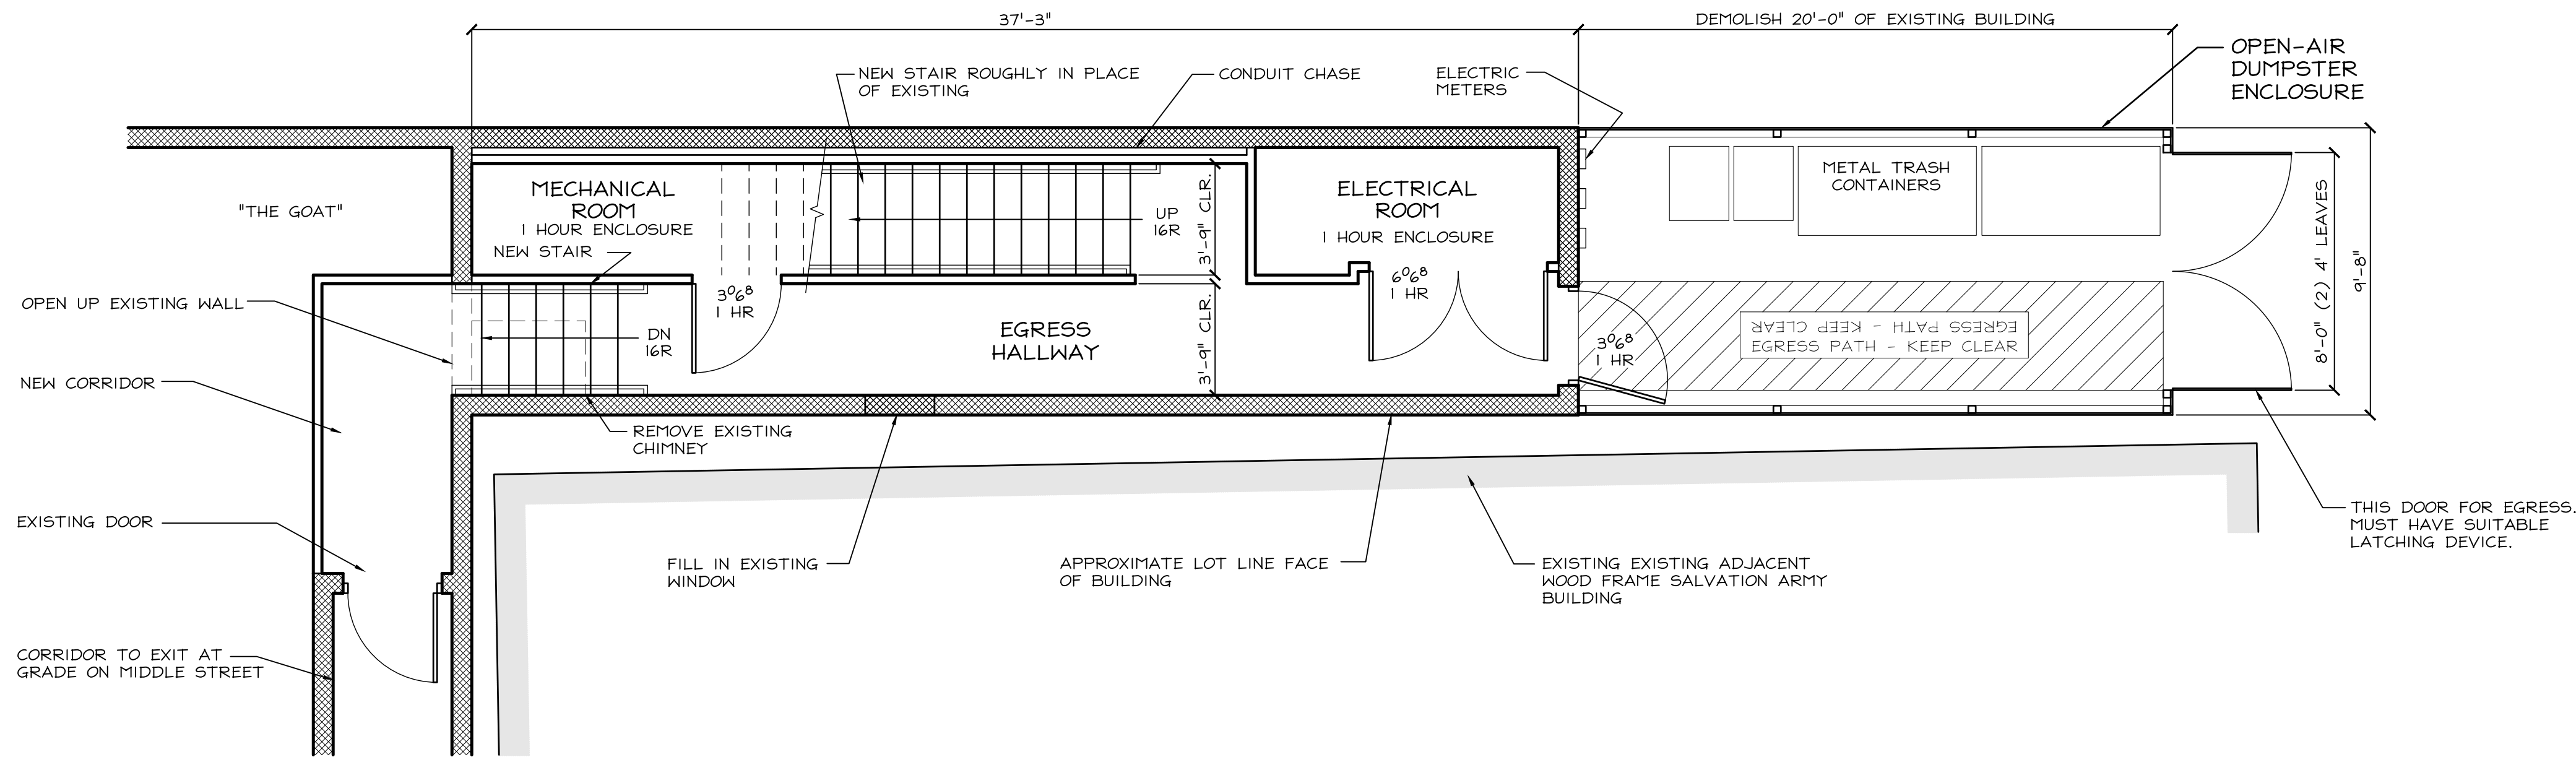 37'-3"
DEMOLISH 20'-0" OF EXISTING BUILDING
OPEN-AIR
DUMPSTER
ENCLOSURE
NEW STAIR ROUGHLY IN PLACE
OF EXISTING
CONDUIT CHASE
ELECTRIC
METERS
"THE GOAT"
MECHANICAL
ROOM
1 HOUR ENCLOSURE
NEW STAIR
UP
16R
3'-9" CLR.
ELECTRICAL
ROOM
1 HOUR ENCLOSURE
METAL TRASH
CONTAINERS
8'-0" (2) 4' LEAVES
9'-8"
OPEN UP EXISTING WALL
DN
16R
3068
1 HR
EGRESS
HALLWAY
3'-9" CLR.
6068
1 HR
3068
1 HR
EGRESS PATH - KEEP CLEAR
EGRESS PATH - KEEP CLEAR
NEW CORRIDOR
REMOVE EXISTING
CHIMNEY
EXISTING DOOR
FILL IN EXISTING
WINDOW
APPROXIMATE LOT LINE FACE
OF BUILDING
EXISTING EXISTING ADJACENT
WOOD FRAME SALVATION ARMY
BUILDING
THIS DOOR FOR EGRESS.
MUST HAVE SUITABLE
LATCHING DEVICE.
CORRIDOR TO EXIT AT
GRADE ON MIDDLE STREET